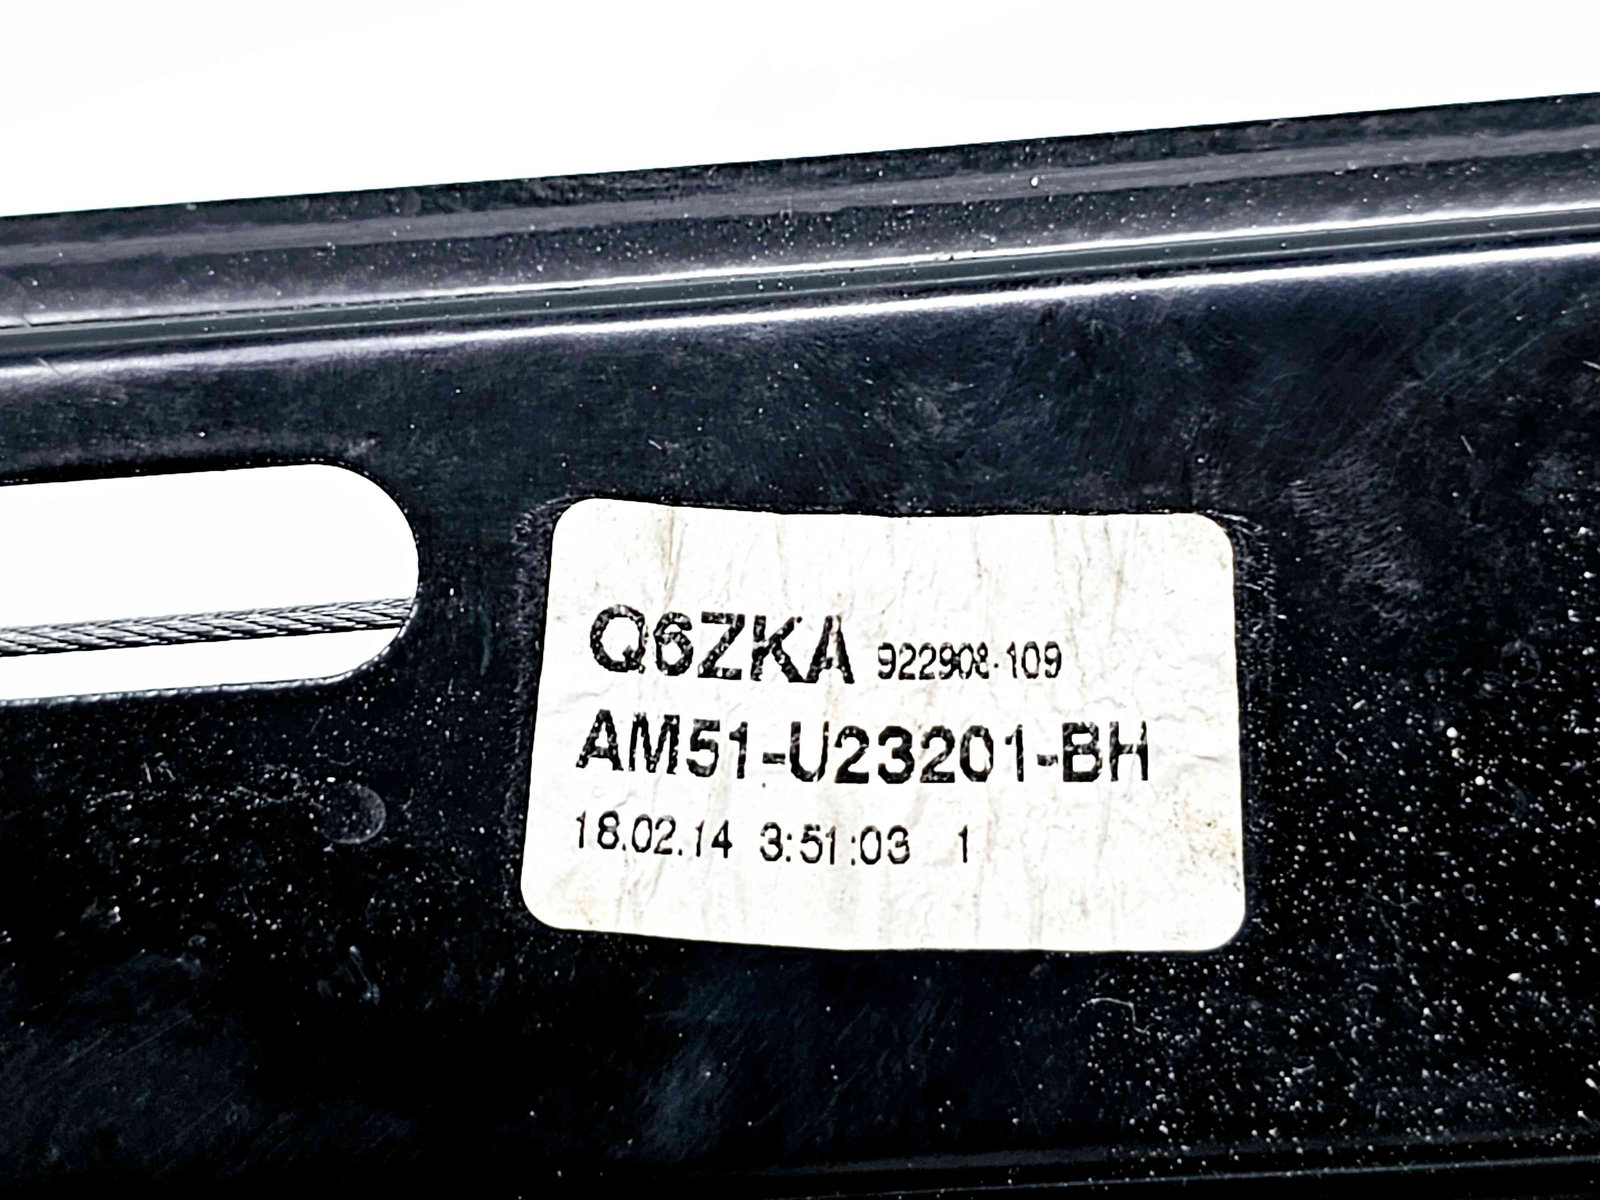 Q6ZKA 922908-109
AM51-U23201-BH
18.02.14 3:51:03 1